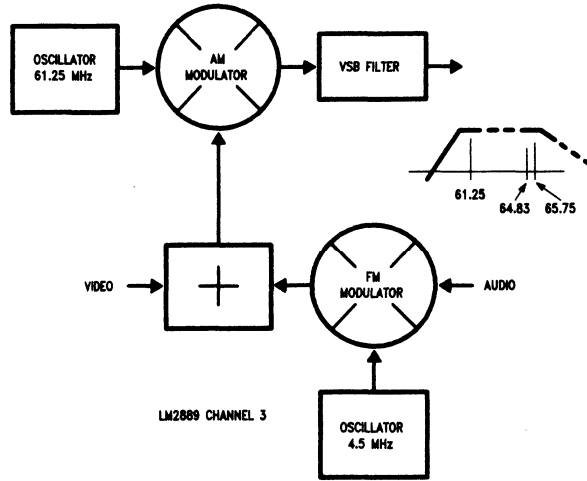 OSCILLATOR
61.25 MHz
AM
MODULATOR
VSB FILTER
61.25
64.83
65.75
VIDEO
FM
MODULATOR
AUDIO
LM2889 CHANNEL 3
OSCILLATOR
4.5 MHz